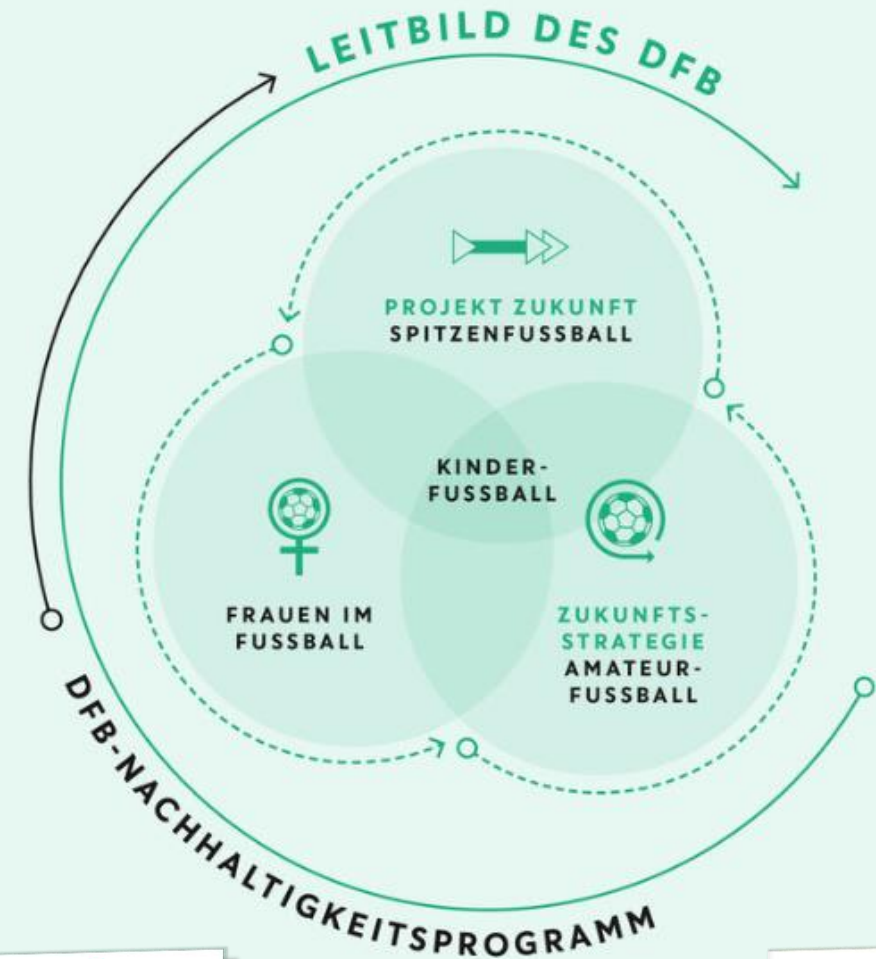 LEITBILD DES DFB
PROJEKT ZUKUNFT
SPITZENFUSSBALL
KINDER-
FUSSBALL
FRAUEN IM
FUSSBALL
ZUKUNFTS-
STRATEGIE
AMATEUR-
FUSSBALL
DFB-NACHHALTIGKEITSPROGRAMM